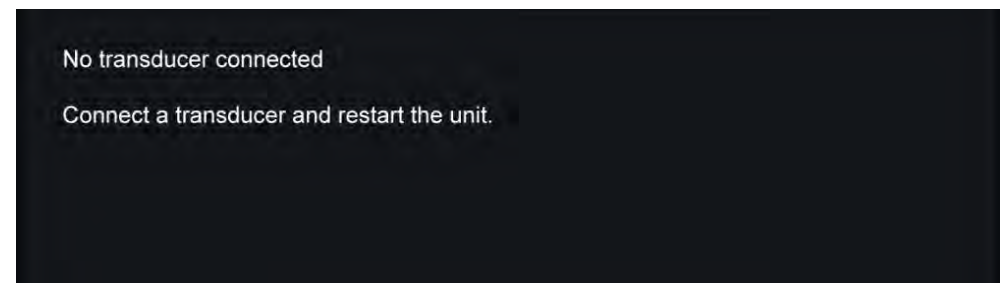 No transducer connected
Connect a transducer and restart the unit.